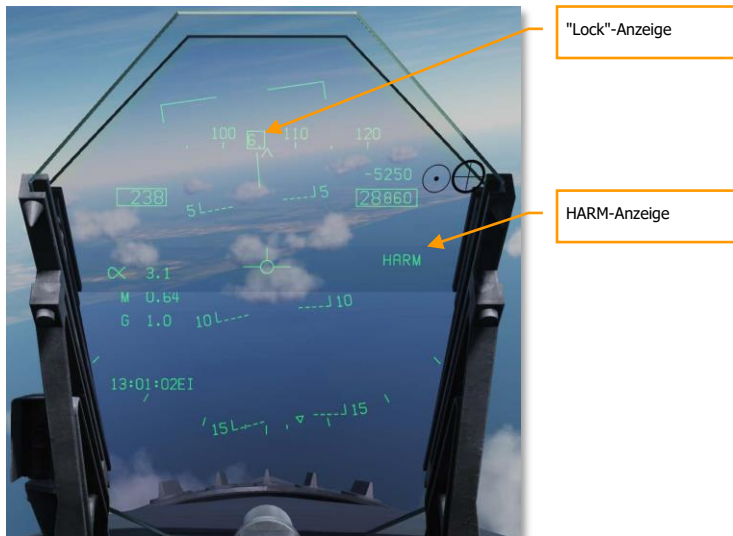 "Lock"-Anzeige
100 6. 110 120
-5250
238 28860
5 5
HARM-Anzeige
HARM
α 3.1
M 0.64
G 1.0
10 10
13:01:02EI
15 15